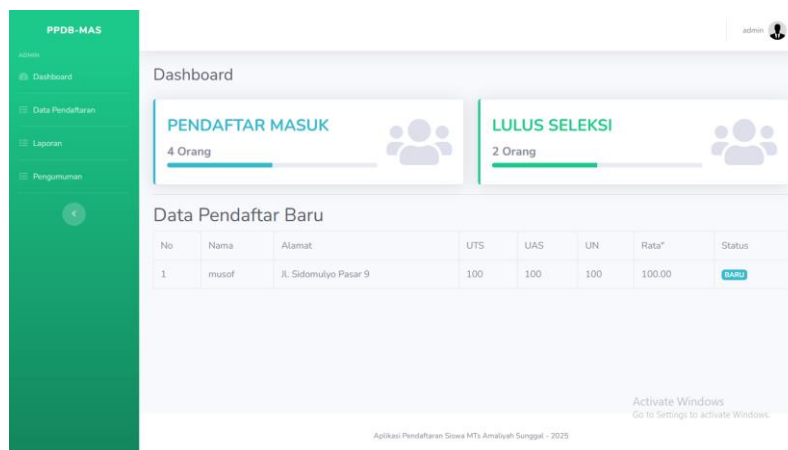 PPDB-MAS
admin
ADMIN
Dashboard
Data Pendaftaran
Laporan
Pengumuman
Dashboard
PENDAFTAR MASUK
4 Orang
LULUS SELEKSI
2 Orang
Data Pendaftar Baru
No Nama Alamat UTS UAS UN Rata" Status
1 musof Jl. Sidomulyo Pasar 9 100 100 100 100.00 BARU
Activate Windows
Go to Settings to activate Windows.
Aplikasi Pendaftaran Siswa MTs Amaliyah Sunggal - 2025